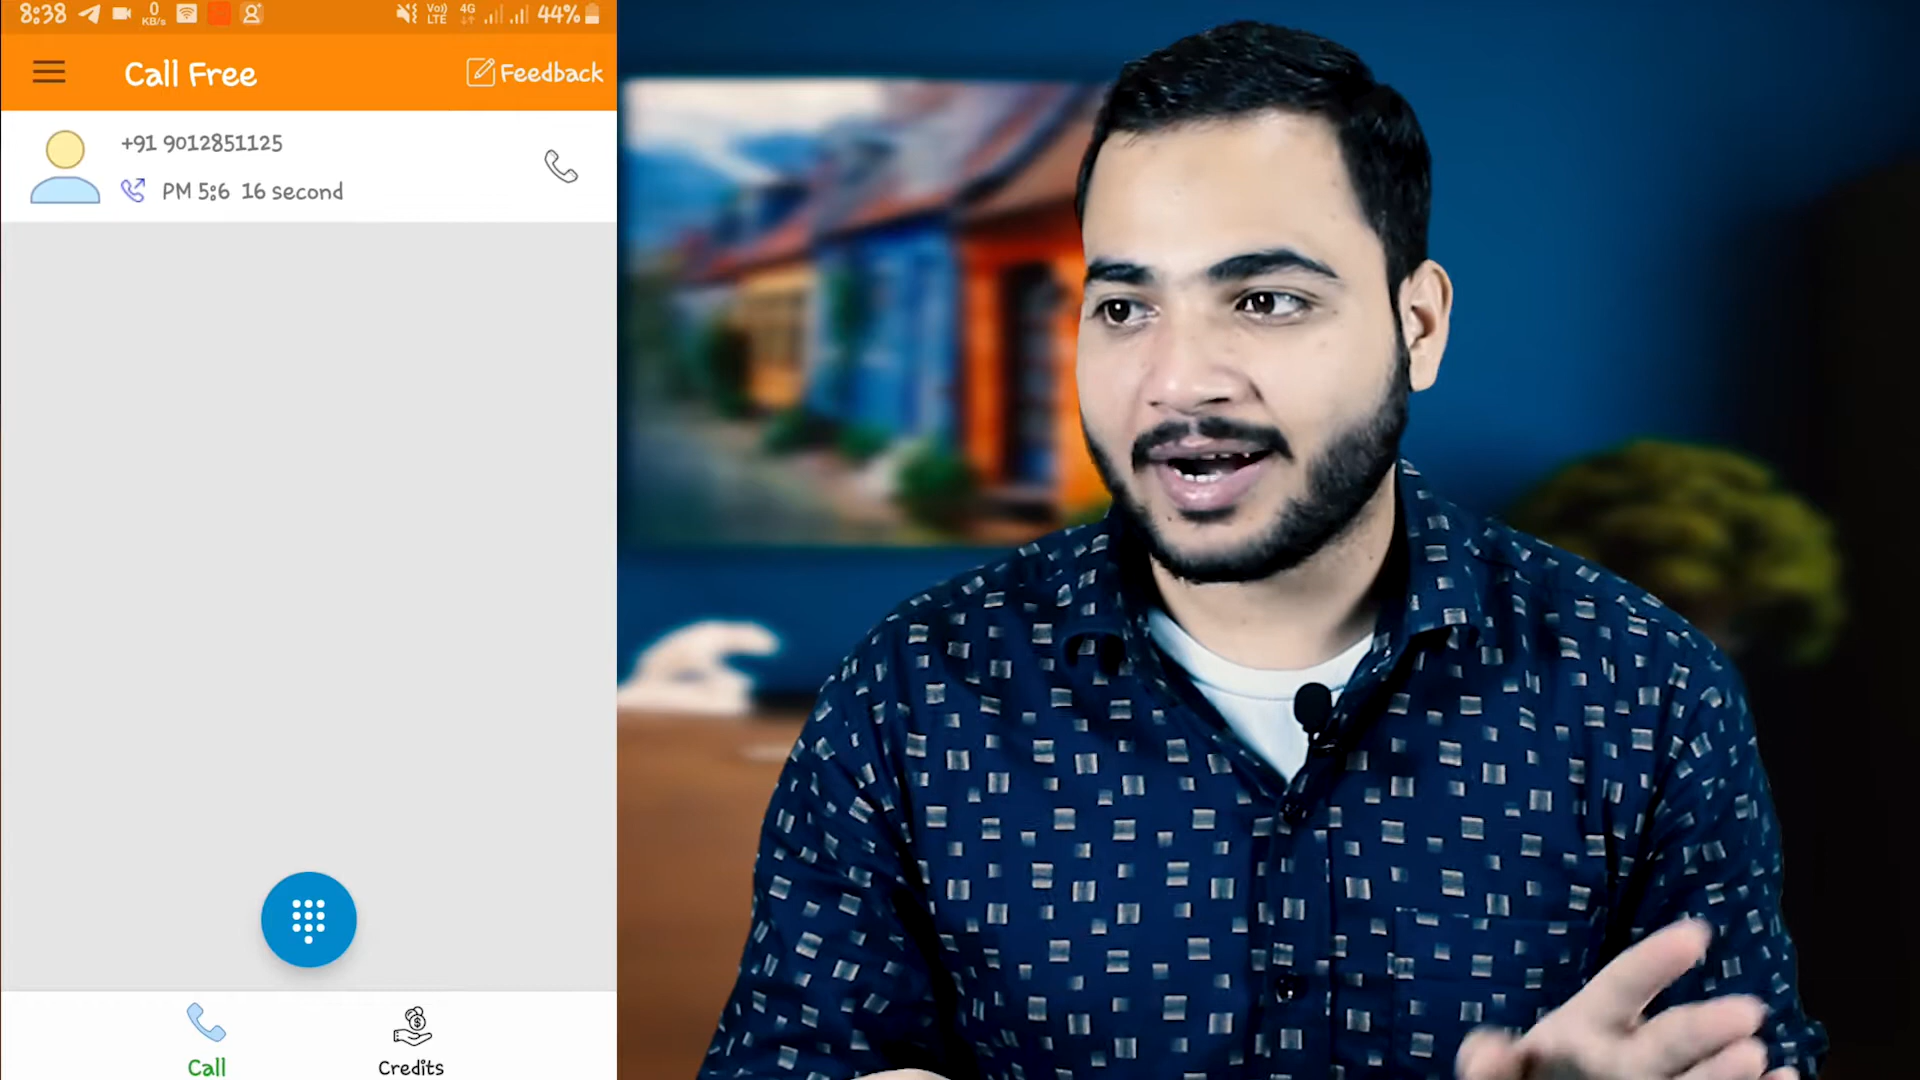 8:38 0 KB/s Vo) LTE 4G 44%
Call Free
Feedback
+91 9012851125
PM 5:6 16 second
Call
Credits